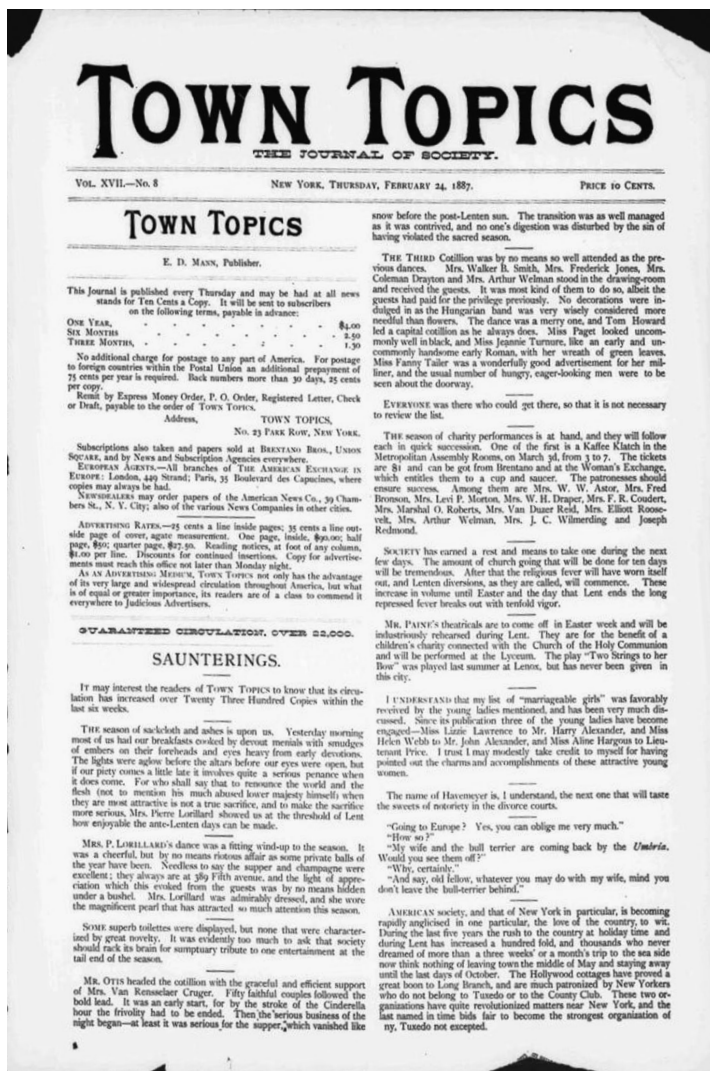 TOWN TOPICS
THE JOURNAL OF SOCIETY.
VOL. XVII.—No. 8
NEW YORK, THURSDAY, FEBRUARY 24, 1887.
PRICE 10 CENTS.
TOWN TOPICS
E. D. MANN, Publisher.
This Journal is published every Thursday and may be had at all news
stands for Ten Cents a Copy. It will be sent to subscribers
on the following terms, payable in advance:
ONE YEAR, . . . . . . . . $4.00
SIX MONTHS . . . . . . . . 2.50
THREE MONTHS, . . . . . . . 1.30
No additional charge for postage to any part of America. For postage
to foreign countries within the Postal Union an additional prepayment of
75 cents per year is required. Back numbers more than 30 days, 25 cents
per copy.
Remit by Express Money Order, P. O. Order, Registered Letter, Check
or Draft, payable to the order of TOWN TOPICS.
Address, TOWN TOPICS,
No. 23 PARK ROW, NEW YORK.
Subscriptions also taken and papers sold at BRENTANO BROS., UNION
SQUARE, and by News and Subscription Agencies everywhere.
EUROPEAN AGENTS.—All branches of THE AMERICAN EXCHANGE IN
EUROPE: London, 449 Strand; Paris, 35 Boulevard des Capucines, where
copies may always be had.
NEWSDEALERS may order papers of the American News Co., 39 Cham-
bers St., N. Y. City; also of the various News Companies in other cities.
ADVERTISING RATES.—25 cents a line inside pages; 35 cents a line out-
side page of cover, agate measurement. One page, inside, $90.00; half
page, $50; quarter page, $27.50. Reading notices, at foot of any column,
$1.00 per line. Discounts for continued insertions. Copy for advertise-
ments must reach this office not later than Monday night.
AS AN ADVERTISING MEDIUM, TOWN TOPICS not only has the advantage
of its very large and widespread circulation throughout America, but what
is of equal or greater importance, its readers are of a class to commend it
everywhere to Judicious Advertisers.
GUARANTEED CIRCULATION, OVER 22,000.
SAUNTERINGS.
IT may interest the readers of TOWN TOPICS to know that its circu-
lation has increased over Twenty Three Hundred Copies within the
last six weeks.
THE season of sackcloth and ashes is upon us. Yesterday morning
most of us had our breakfasts cooked by devout menials with smudges
of embers on their foreheads and eyes heavy from early devotions.
The lights were aglow before the altars before our eyes were open, but
if our piety comes a little late it involves quite a serious penance when
it does come. For who shall say that to renounce the world and the
flesh (not to mention his much abused lower majesty himself) when
they are most attractive is not a true sacrifice, and to make the sacrifice
more serious, Mrs. Pierre Lorillard showed us at the threshold of Lent
how enjoyable the ante-Lenten days can be made.
MRS. P. LORILLARD'S dance was a fitting wind-up to the season. It
was a cheerful, but by no means riotous affair as some private balls of
the year have been. Needless to say the supper and champagne were
excellent; they always are at 389 Fifth avenue, and the light of appre-
ciation which this evoked from the guests was by no means hidden
under a bushel. Mrs. Lorillard was admirably dressed, and she wore
the magnificent pearl that has attracted so much attention this season.
SOME superb toilettes were displayed, but none that were character-
ized by great novelty. It was evidently too much to ask that society
should rack its brain for sumptuary tribute to one entertainment at the
tail end of the season.
MR. OTIS headed the cotillion with the graceful and efficient support
of Mrs. Van Rensselaer Cruger. Fifty faithful couples followed the
bold lead. It was an early start, for by the stroke of the Cinderella
hour the frivolity had to be ended. Then the serious business of the
night began—at least it was serious for the supper, which vanished like
snow before the post-Lenten sun. The transition was as well managed
as it was contrived, and no one's digestion was disturbed by the sin of
having violated the sacred season.
THE THIRD Cotillion was by no means so well attended as the pre-
vious dances. Mrs. Walker B. Smith, Mrs. Frederick Jones, Mrs.
Coleman Drayton and Mrs. Arthur Welman stood in the drawing-room
and received the guests. It was most kind of them to do so, albeit the
guests had paid for the privilege previously. No decorations were in-
dulged in as the Hungarian band was very wisely considered more
needful than flowers. The dance was a merry one, and Tom Howard
led a capital cotillion as he always does. Miss Paget looked uncom-
monly well in black, and Miss Jeannie Turnure, like an early and un-
commonly handsome early Roman, with her wreath of green leaves.
Miss Fanny Tailer was a wonderfully good advertisement for her mil-
liner, and the usual number of hungry, eager-looking men were to be
seen about the doorway.
EVERYONE was there who could get there, so that it is not necessary
to review the list.
THE season of charity performances is at hand, and they will follow
each in quick succession. One of the first is a Kaffee Klatch in the
Metropolitan Assembly Rooms, on March 3d, from 3 to 7. The tickets
are $1 and can be got from Brentano and at the Woman's Exchange,
which entitles them to a cup and saucer. The patronesses should
ensure success. Among them are Mrs. W. W. Astor, Mrs. Fred
Bronson, Mrs. Levi P. Morton, Mrs. W. H. Draper, Mrs. F. R. Coudert,
Mrs. Marshal O. Roberts, Mrs. Van Duzer Reid, Mrs. Elliott Roose-
velt, Mrs. Arthur Welman, Mrs. J. C. Wilmerding and Joseph
Redmond.
SOCIETY has earned a rest and means to take one during the next
few days. The amount of church going that will be done for ten days
will be tremendous. After that the religious fever will have worn itself
out, and Lenten diversions, as they are called, will commence. These
increase in volume until Easter and the day that Lent ends the long
repressed fever breaks out with tenfold vigor.
MR. PAINE'S theatricals are to come off in Easter week and will be
industriously rehearsed during Lent. They are for the benefit of a
children's charity connected with the Church of the Holy Communion
and will be performed at the Lyceum. The play "Two Strings to her
Bow" was played last summer at Lenox, but has never been given in
this city.
I UNDERSTAND that my list of "marriageable girls" was favorably
received by the young ladies mentioned, and has been very much dis-
cussed. Since its publication three of the young ladies have become
engaged—Miss Lizzie Lawrence to Mr. Harry Alexander, and Miss
Helen Webb to Mr. John Alexander, and Miss Aline Hargous to Lieu-
tenant Price. I trust I may modestly take credit to myself for having
pointed out the charms and accomplishments of these attractive young
women.
The name of Havemeyer is, I understand, the next one that will taste
the sweets of notoriety in the divorce courts.
"Going to Europe? Yes, you can oblige me very much."
"How so?"
"My wife and the bull terrier are coming back by the Umbria.
Would you see them off?"
"Why, certainly."
"And say, old fellow, whatever you may do with my wife, mind you
don't leave the bull-terrier behind."
AMERICAN society, and that of New York in particular, is becoming
rapidly anglicised in one particular, the love of the country, to wit.
During the last five years the rush to the country at holiday time and
during Lent has increased a hundred fold, and thousands who never
dreamed of more than a three weeks' or a month's trip to the sea side
now think nothing of leaving town the middle of May and staying away
until the last days of October. The Hollywood cottages have proved a
great boon to Long Branch, and are much patronized by New Yorkers
who do not belong to Tuxedo or to the County Club. These two or-
ganizations have quite revolutionized matters near New York, and the
last named in time bids fair to become the strongest organization of
ny, Tuxedo not excepted.